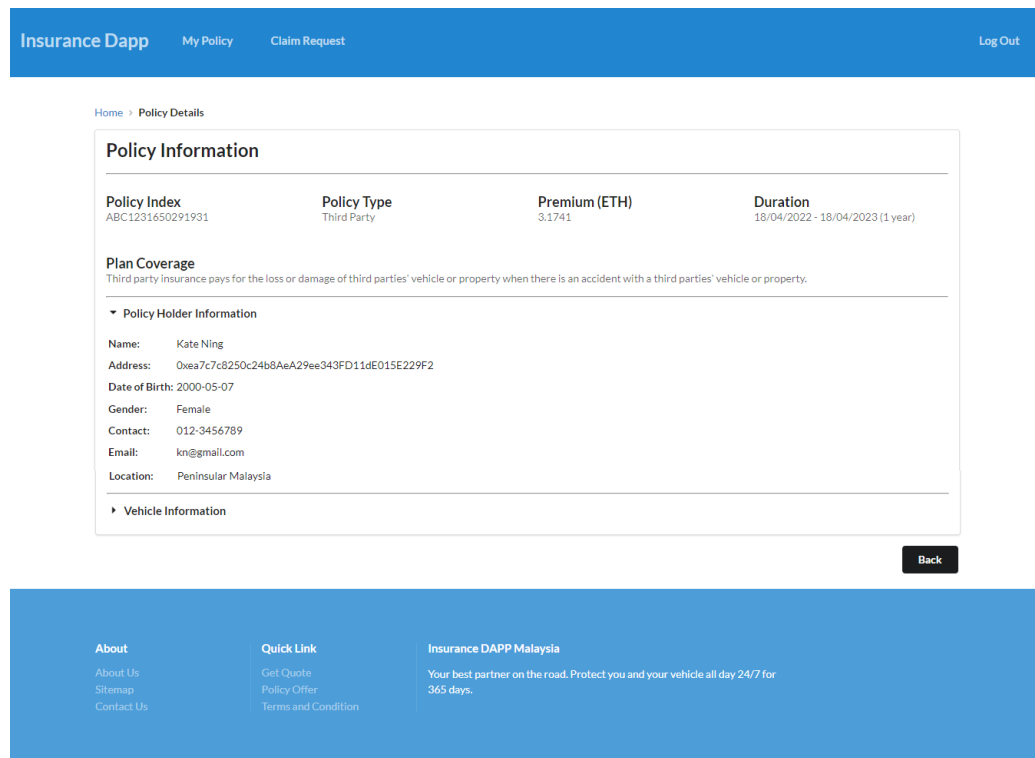 Insurance Dapp My Policy Claim Request Log Out
Home > Policy Details
Policy Information
Policy Index Policy Type Premium (ETH) Duration
ABC1231650291931 Third Party 3.1741 18/04/2022 - 18/04/2023 (1 year)
Plan Coverage
Third party insurance pays for the loss or damage of third parties' vehicle or property when there is an accident with a third parties' vehicle or property.
Policy Holder Information
Name: Kate Ning
Address: 0xea7c7c8250c24b8AeA29ee343FD11dE015E229F2
Date of Birth: 2000-05-07
Gender: Female
Contact: 012-3456789
Email: kn@gmail.com
Location: Peninsular Malaysia
Vehicle Information
Back
About Quick Link Insurance DAPP Malaysia
About Us Get Quote Your best partner on the road. Protect you and your vehicle all day 24/7 for
Sitemap Policy Offer 365 days.
Contact Us Terms and Condition